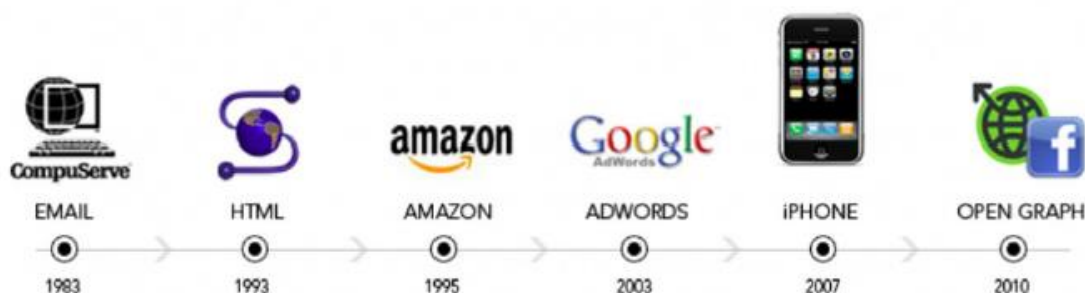 CompuServe
amazon
Google
AdWords
f
EMAIL
HTML
AMAZON
ADWORDS
iPHONE
OPEN GRAPH
1983
1993
1995
2003
2007
2010